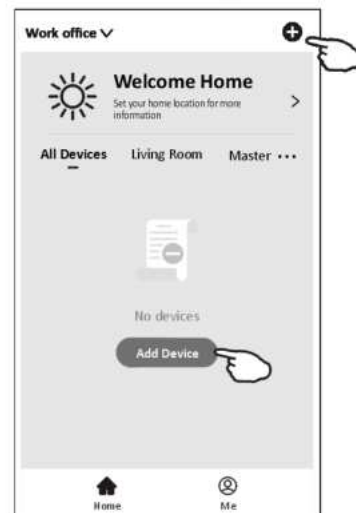 Work office
Welcome Home
Set your home location for more
information
All Devices Living Room Master
No devices
Add Device
Home Me